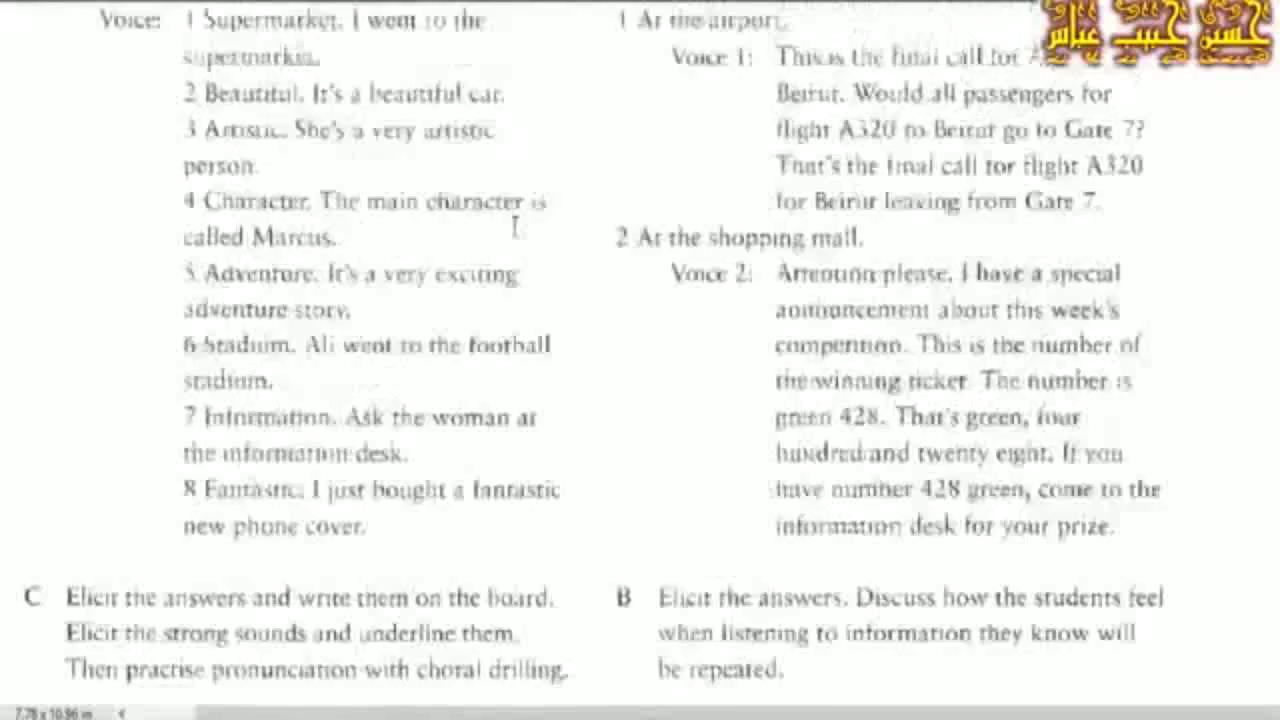 Voice: 1 Supermarket. I went to the
supermarket.
2 Beautiful. It's a beautiful car.
3 Artistic. She's a very artistic
person.
4 Character. The main character is
called Marcus.
5 Adventure. It's a very exciting
adventure story.
6 Stadium. Ali went to the football
stadium.
7 Information. Ask the woman at
the information desk.
8 Fantastic. I just bought a fantastic
new phone cover.
C Elicit the answers and write them on the board.
Elicit the strong sounds and underline them.
Then practise pronunciation with choral drilling.
1 At the airport.
Voice 1: This is the final call for
Beirut. Would all passengers for
flight A320 to Beirut go to Gate 7?
That's the final call for flight A320
for Beirut leaving from Gate 7.
2 At the shopping mall.
Voice 2: Attention please. I have a special
announcement about this week's
competition. This is the number of
the winning ticket. The number is
green 428. That's green, four
hundred and twenty eight. If you
have number 428 green, come to the
information desk for your prize.
B Elicit the answers. Discuss how the students feel
when listening to information they know will
be repeated.
حسين حبيب عباس
7.78 x 10.96 in